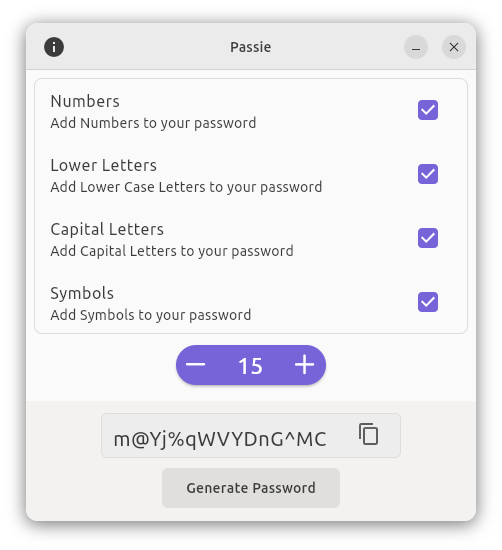 Passie
Numbers
Add Numbers to your password
Lower Letters
Add Lower Case Letters to your password
Capital Letters
Add Capital Letters to your password
Symbols
Add Symbols to your password
15
m@Yj%qWVYDnG^MC
Generate Password